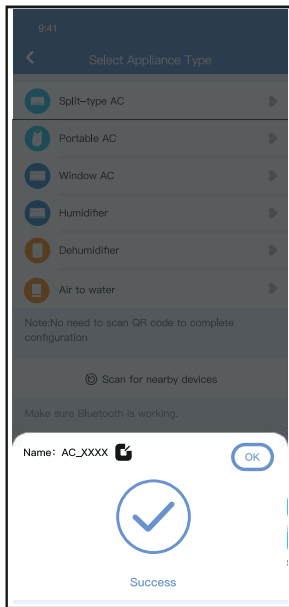 9:41
Select Appliance Type
Split-type AC
Portable AC
Window AC
Humidifier
Dehumidifier
Air to water
Note:No need to scan QR code to complete
configuration
Scan for nearby devices
Make sure Bluetooth is working.
Name: AC_XXXX
OK
Success